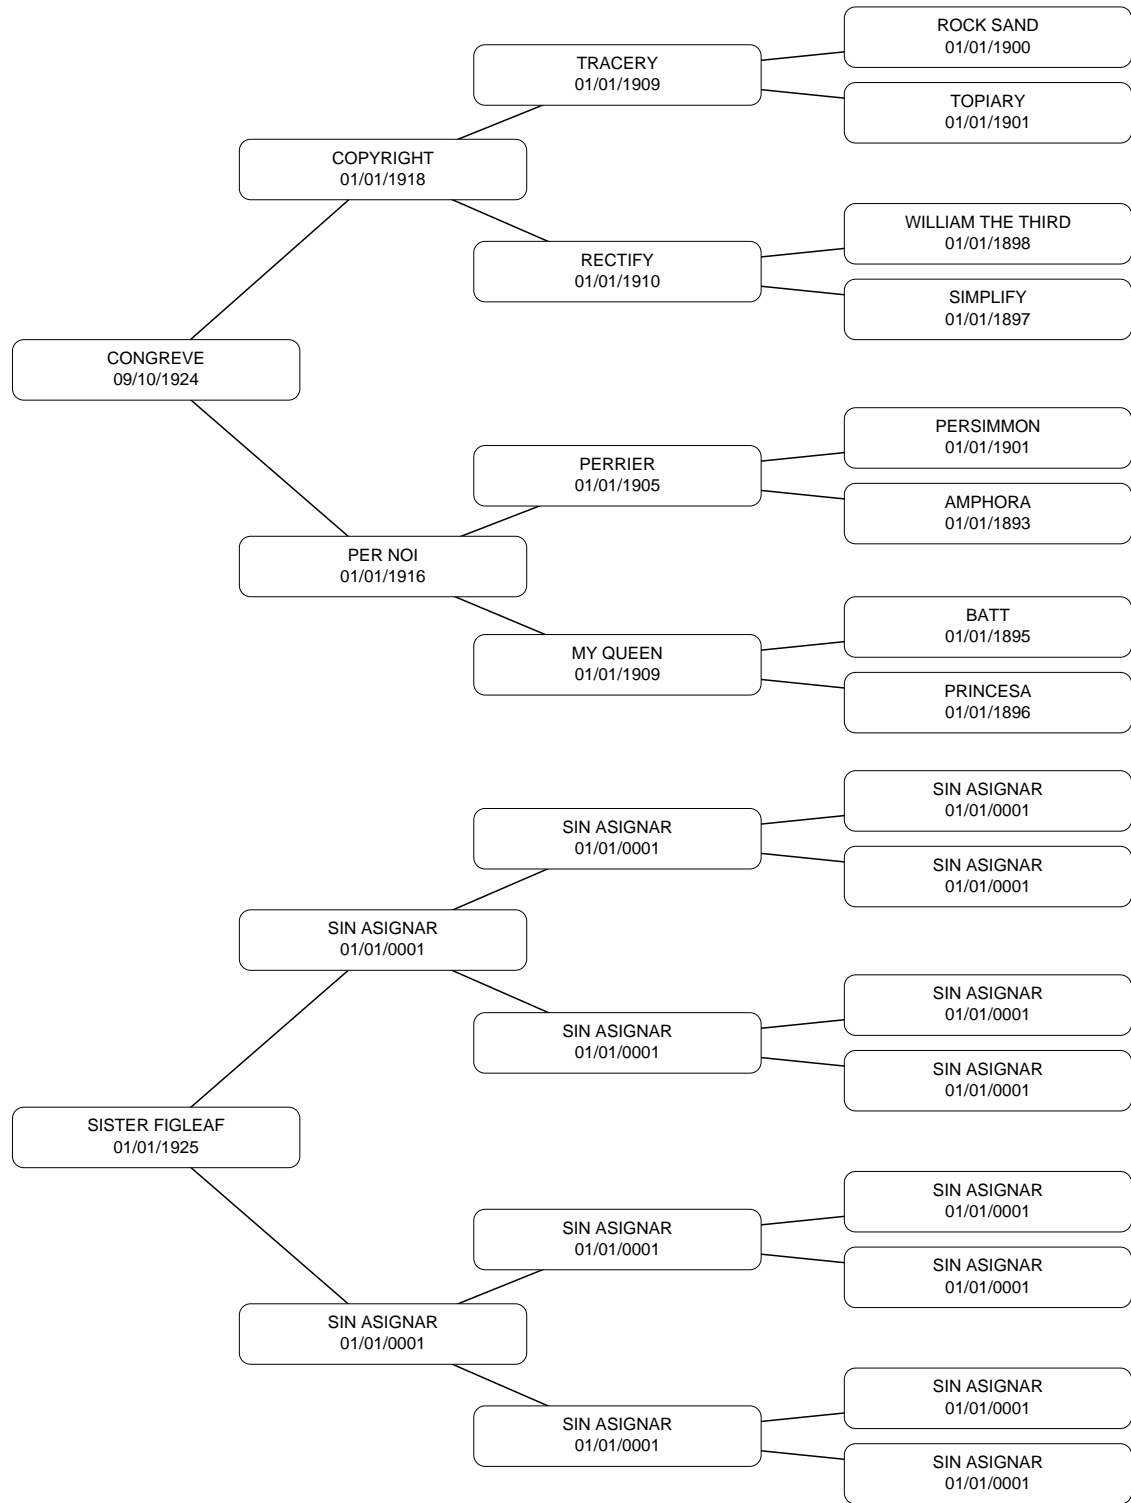 ROCK SAND
01/01/1900
TRACERY
01/01/1909
TOPIARY
01/01/1901
COPYRIGHT
01/01/1918
WILLIAM THE THIRD
01/01/1898
RECTIFY
01/01/1910
SIMPLIFY
01/01/1897
CONGREVE
09/10/1924
PERSIMMON
01/01/1901
PERRIER
01/01/1905
AMPHORA
01/01/1893
PER NOI
01/01/1916
BATT
01/01/1895
MY QUEEN
01/01/1909
PRINCESA
01/01/1896
SIN ASIGNAR
01/01/0001
SIN ASIGNAR
01/01/0001
SIN ASIGNAR
01/01/0001
SIN ASIGNAR
01/01/0001
SIN ASIGNAR
01/01/0001
SIN ASIGNAR
01/01/0001
SIN ASIGNAR
01/01/0001
SISTER FIGLEAF
01/01/1925
SIN ASIGNAR
01/01/0001
SIN ASIGNAR
01/01/0001
SIN ASIGNAR
01/01/0001
SIN ASIGNAR
01/01/0001
SIN ASIGNAR
01/01/0001
SIN ASIGNAR
01/01/0001
SIN ASIGNAR
01/01/0001